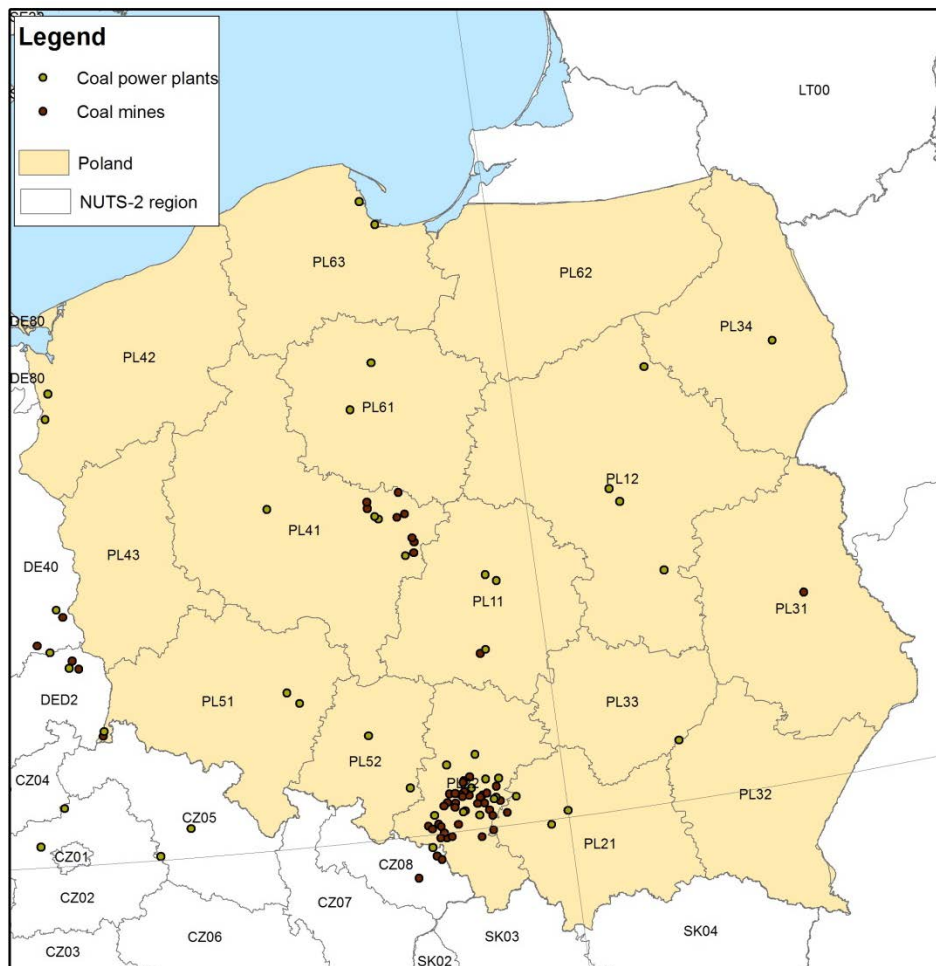 Legend
Coal power plants
Coal mines
Poland
NUTS-2 region
LT00
PL63
PL62
PL34
DE80
PL42
DE80
PL61
PL12
PL41
PL43
DE40
PL11
PL31
PL51
DED2
PL33
PL52
CZ04
PL32
CZ05
PL21
CZ01
CZ08
CZ02
CZ07
CZ06
SK03
SK04
CZ03
SK02